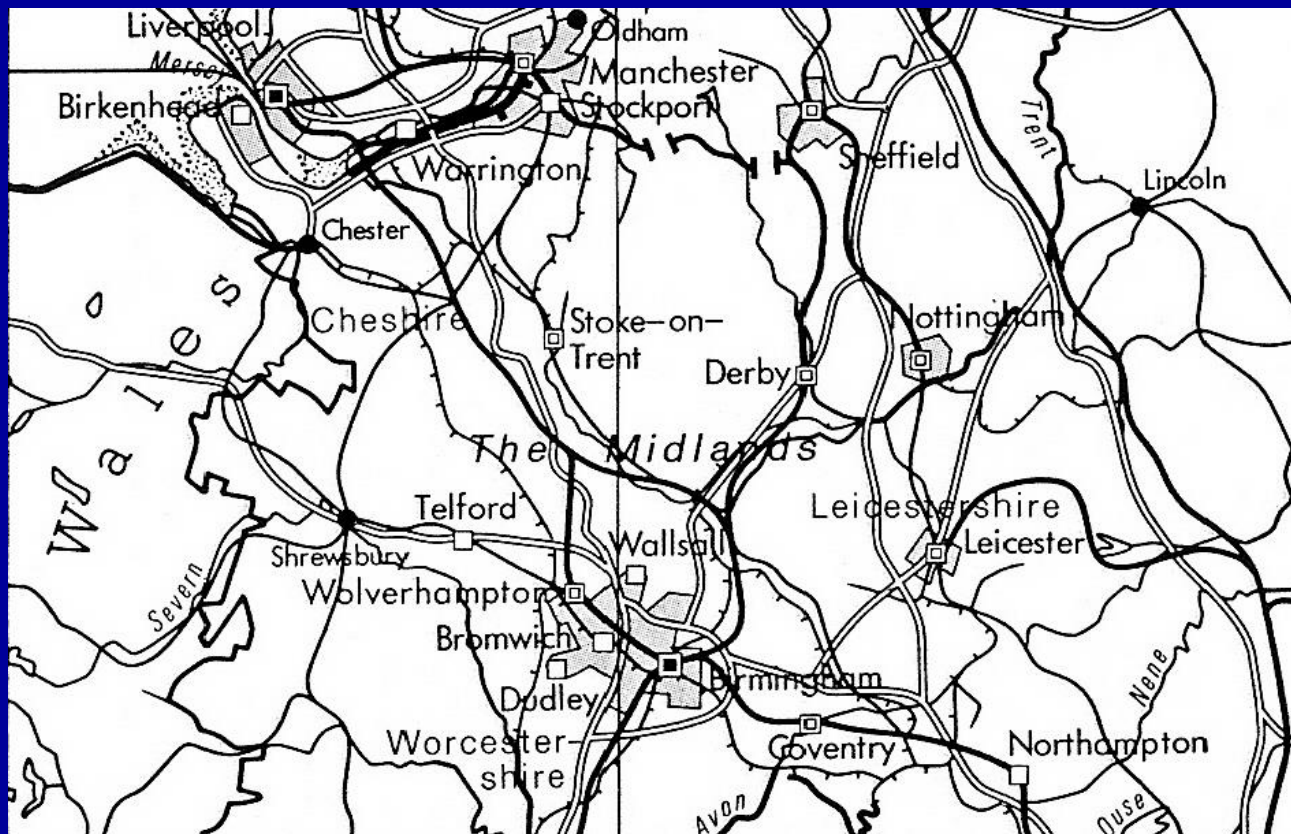 Liverpool
Oldham
Mersey
Manchester
Birkenhead
Stockport
Trent
Warrington
Sheffield
Lincoln
Chester
Wales
Cheshire
Stoke-on-
Trent
Nottingham
Derby
The Midlands
Telford
Leicestershire
Shrewsbury
Wallsall
Leicester
Severn
Wolverhampton
Bromwich
Birmingham
Nene
Dudley
Worcester-
shire
Coventry
Northampton
Avon
Ouse